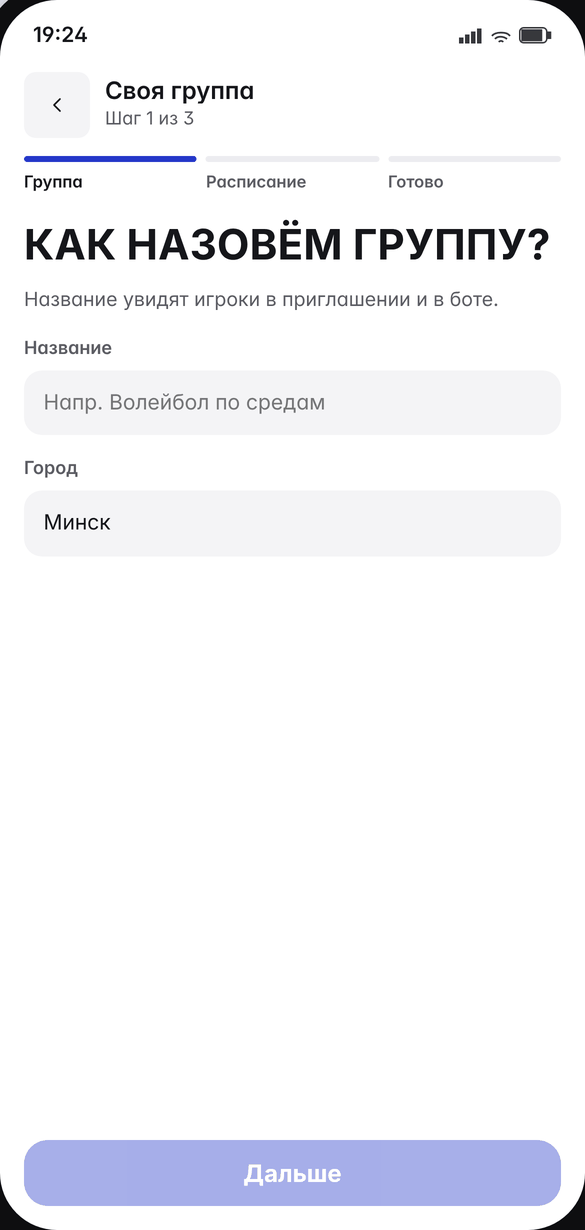 19:24
Своя группа
Шаг 1 из 3
Группа
Расписание
Готово
КАК НАЗОВЁМ ГРУППУ?
Название увидят игроки в приглашении и в боте.
Название
Напр. Волейбол по средам
Город
Минск
Дальше